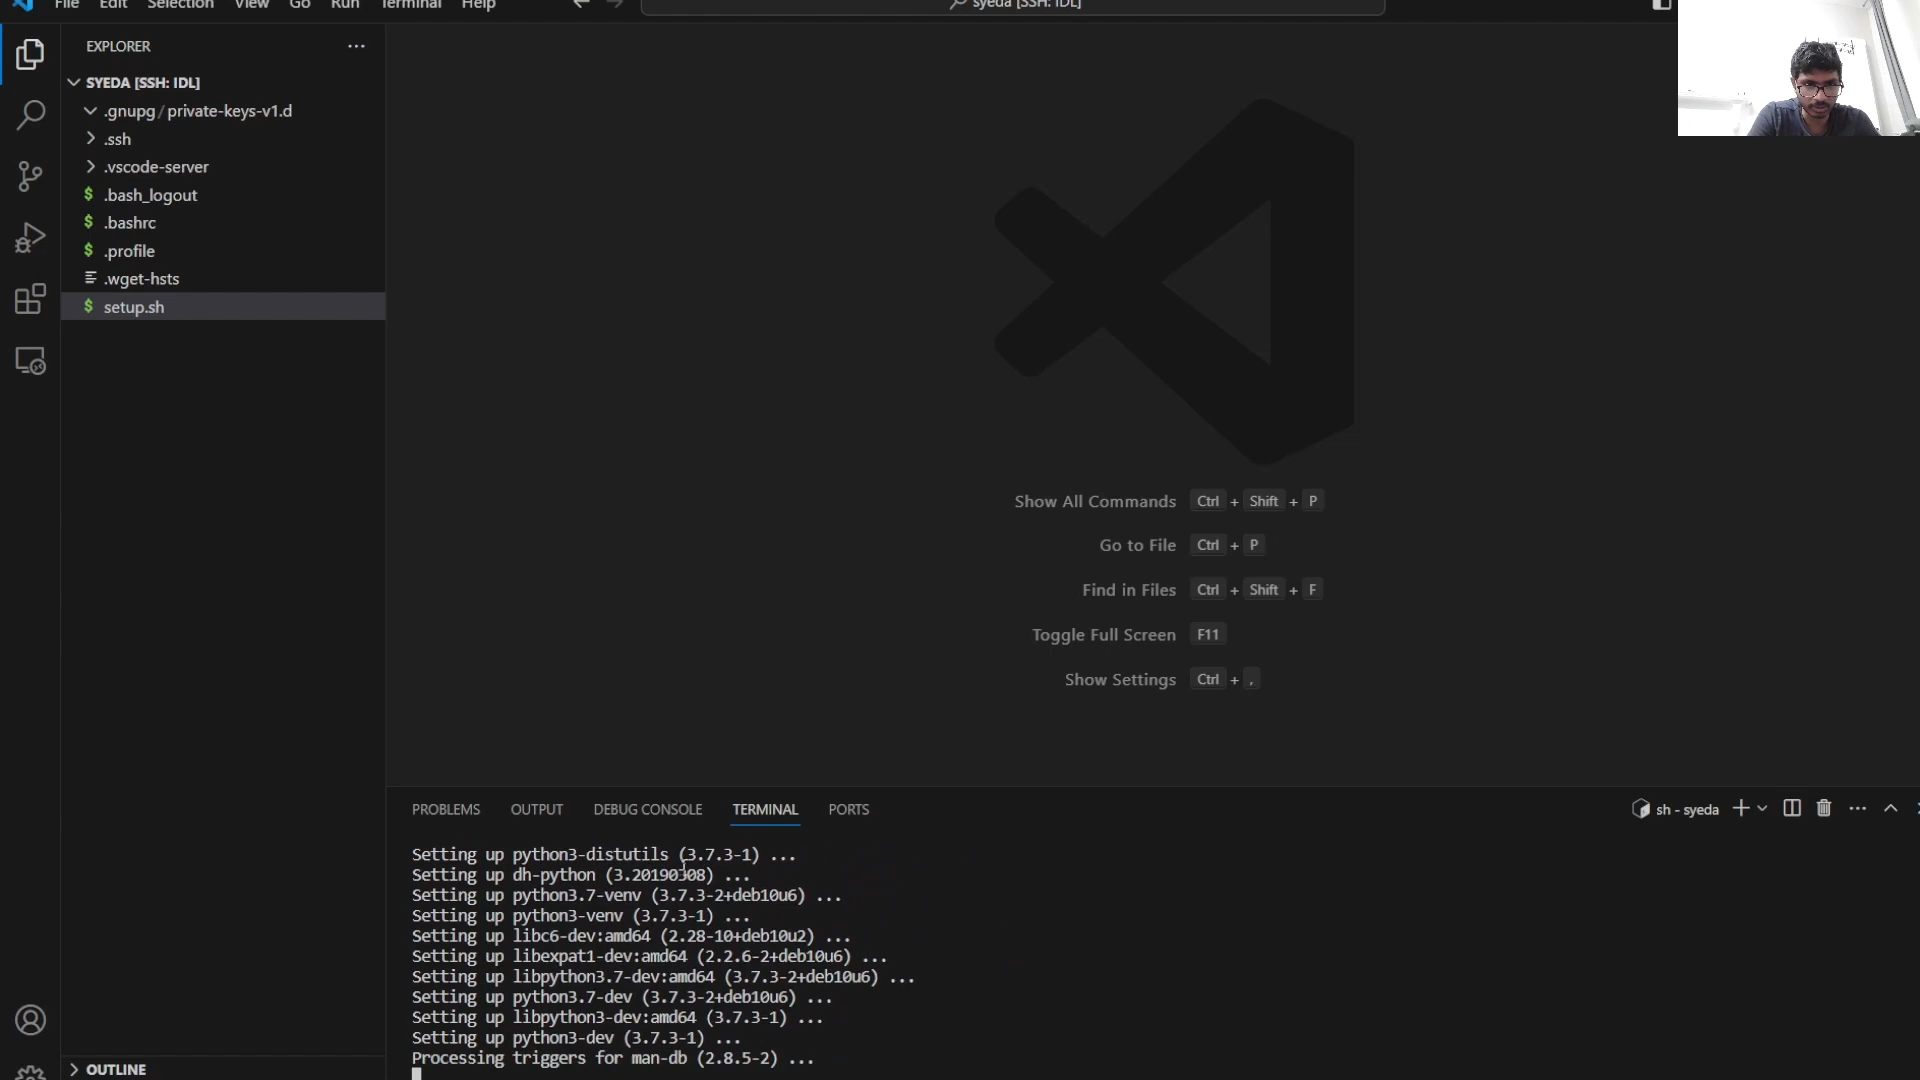 File Edit Selection View Go Run Terminal Help
syeda [SSH: IDL]
EXPLORER
SYEDA [SSH: IDL]
.gnupg / private-keys-v1.d
.ssh
.vscode-server
$ .bash_logout
$ .bashrc
$ .profile
.wget-hsts
$ setup.sh
OUTLINE
Show All Commands Ctrl + Shift + P
Go to File Ctrl + P
Find in Files Ctrl + Shift + F
Toggle Full Screen F11
Show Settings Ctrl + ,
PROBLEMS OUTPUT DEBUG CONSOLE TERMINAL PORTS
sh - syeda
Setting up python3-distutils (3.7.3-1) ...
Setting up dh-python (3.20190308) ...
Setting up python3.7-venv (3.7.3-2+deb10u6) ...
Setting up python3-venv (3.7.3-1) ...
Setting up libc6-dev:amd64 (2.28-10+deb10u2) ...
Setting up libexpat1-dev:amd64 (2.2.6-2+deb10u6) ...
Setting up libpython3.7-dev:amd64 (3.7.3-2+deb10u6) ...
Setting up python3.7-dev (3.7.3-2+deb10u6) ...
Setting up libpython3-dev:amd64 (3.7.3-1) ...
Setting up python3-dev (3.7.3-1) ...
Processing triggers for man-db (2.8.5-2) ...